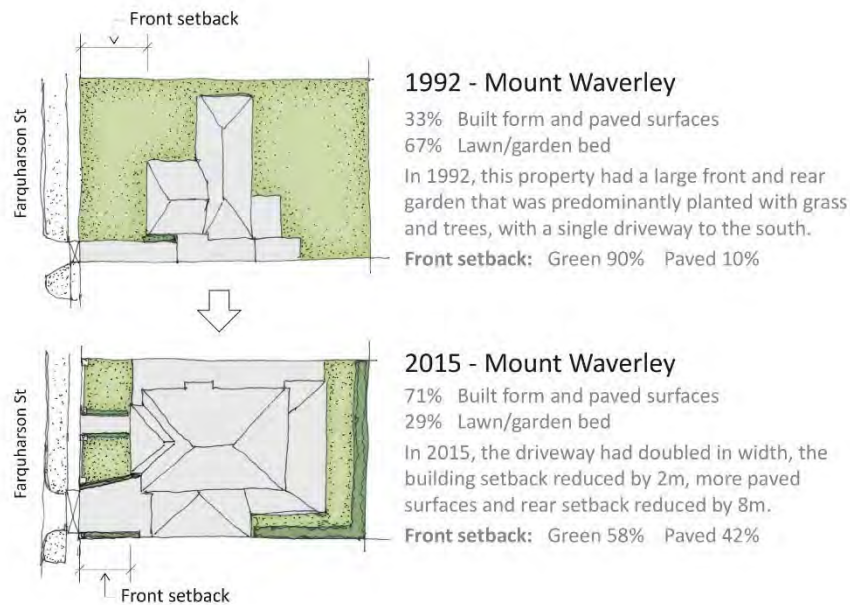 Front setback
Farquharson St
1992 - Mount Waverley
33% Built form and paved surfaces
67% Lawn/garden bed
In 1992, this property had a large front and rear
garden that was predominantly planted with grass
and trees, with a single driveway to the south.
Front setback: Green 90% Paved 10%
Farquharson St
2015 - Mount Waverley
71% Built form and paved surfaces
29% Lawn/garden bed
In 2015, the driveway had doubled in width, the
building setback reduced by 2m, more paved
surfaces and rear setback reduced by 8m.
Front setback: Green 58% Paved 42%
Front setback